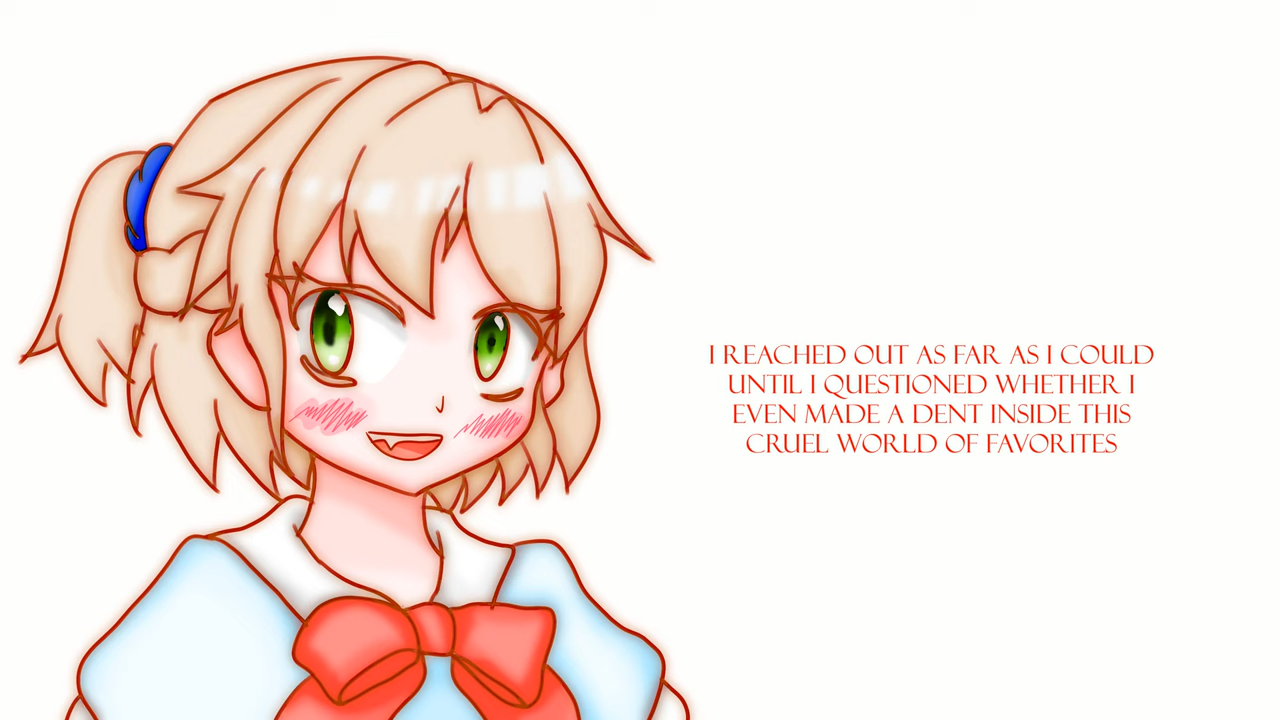 I REACHED OUT AS FAR AS I COULD
UNTIL I QUESTIONED WHETHER I
EVEN MADE A DENT INSIDE THIS
CRUEL WORLD OF FAVORITES